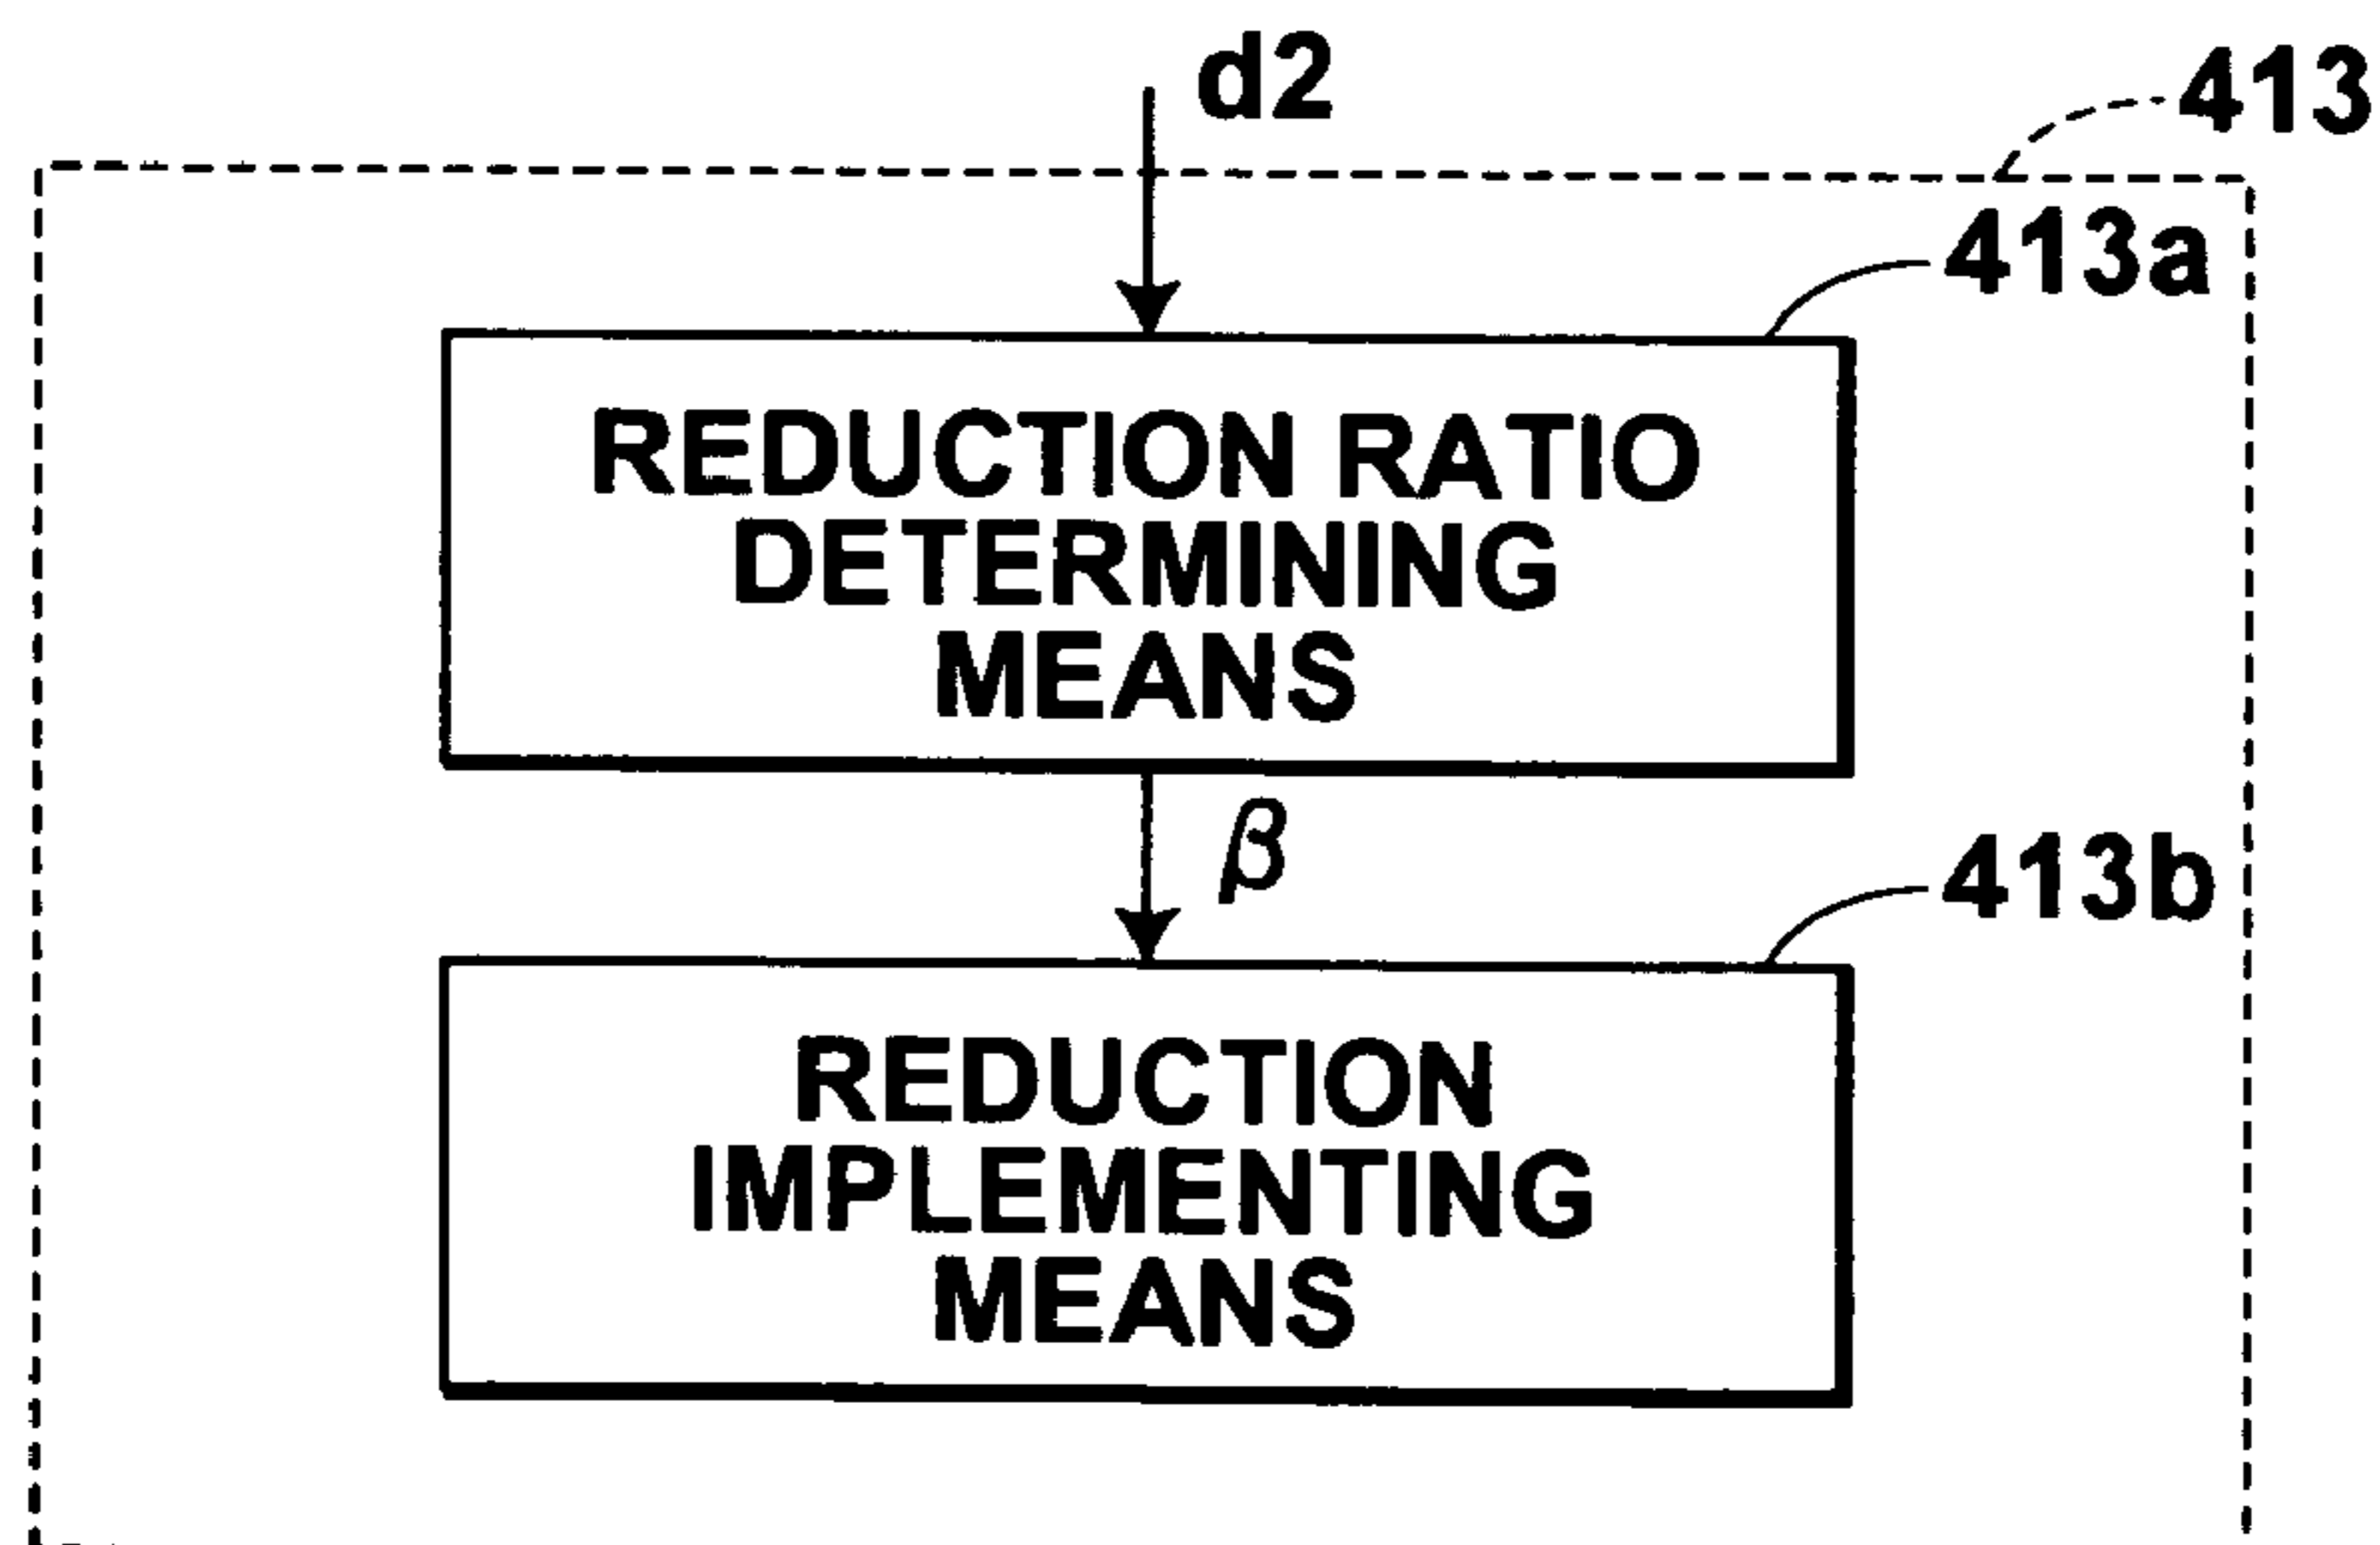 d2
413
413a
REDUCTION RATIO
DETERMINING
MEANS
β
413b
REDUCTION
IMPLEMENTING
MEANS